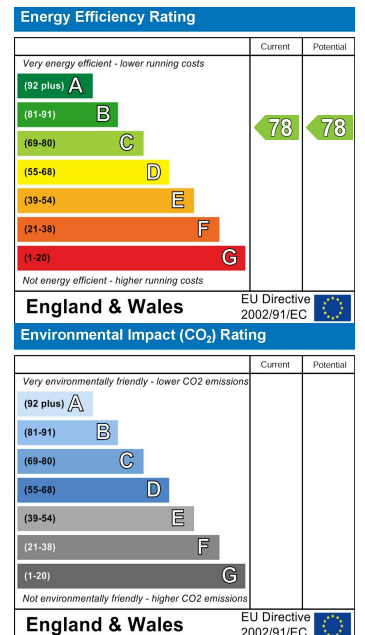 Energy Efficiency Rating
Current Potential
Very energy efficient - lower running costs
(92 plus) A
(81-91) B
(69-80) C
78 78
(55-68) D
(39-54) E
(21-38) F
(1-20) G
Not energy efficient - higher running costs
England & Wales
EU Directive
2002/91/EC
Environmental Impact (CO₂) Rating
Current Potential
Very environmentally friendly - lower CO2 emissions
(92 plus) A
(81-91) B
(69-80) C
(55-68) D
(39-54) E
(21-38) F
(1-20) G
Not environmentally friendly - higher CO2 emissions
England & Wales
EU Directive
2002/91/EC